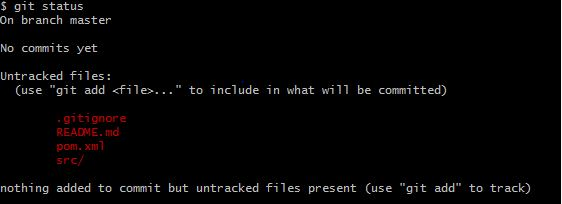 $ git status
On branch master
No commits yet
Untracked files:
(use "git add <file>..." to include in what will be committed)
.gitignore
README.md
pom.xml
src/
nothing added to commit but untracked files present (use "git add" to track)